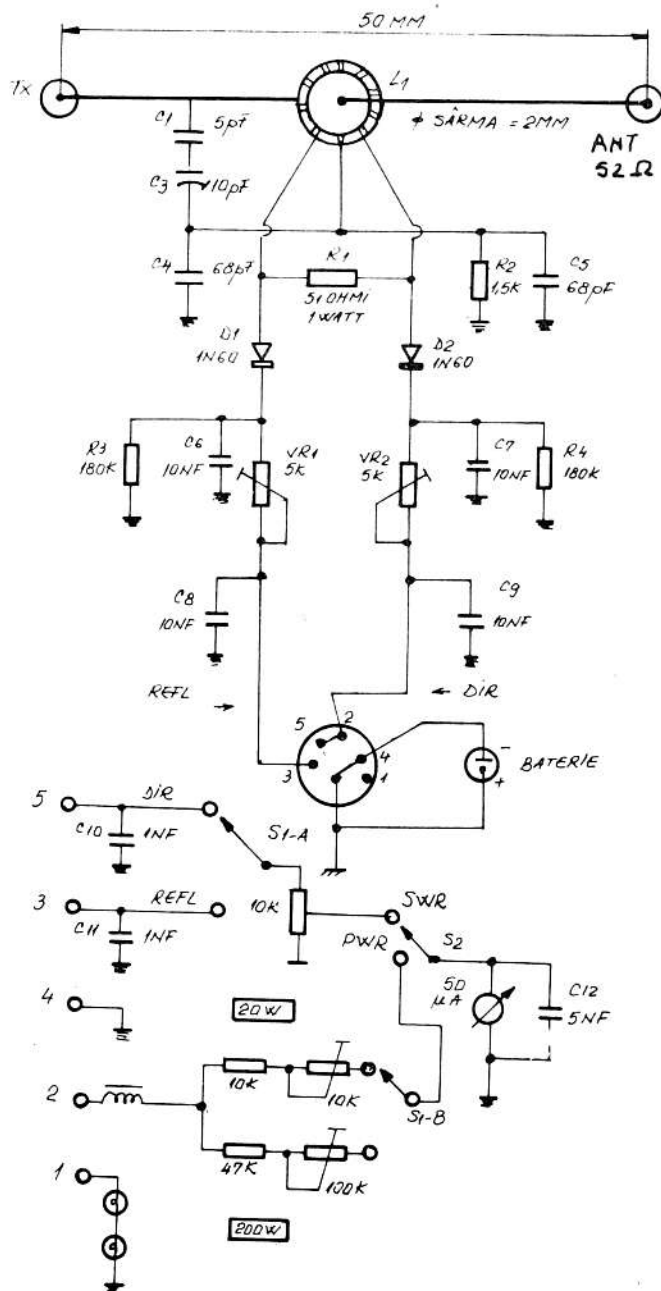 50 MM
Tx
L1
C1
5pF
ɸ SÂRMA = 2MM
ANT
52 Ω
C3
110pF
C4
68pF
R1
51 OHMI
1 WATT
R2
1,5K
C5
68pF
D1
1N60
D2
1N60
R3
180K
C6
10NF
VR1
5K
VR2
5K
C7
10NF
R4
180K
C8
10NF
C9
10NF
REFL
DIR
5
2
4
3
1
-
+
BATERIE
5
DIR
C10
1NF
S1-A
3
REFL
C11
1NF
10K
SWR
PWR
S2
50
µA
C12
5NF
4
20W
2
10K
10K
S1-B
47K
100K
1
200W